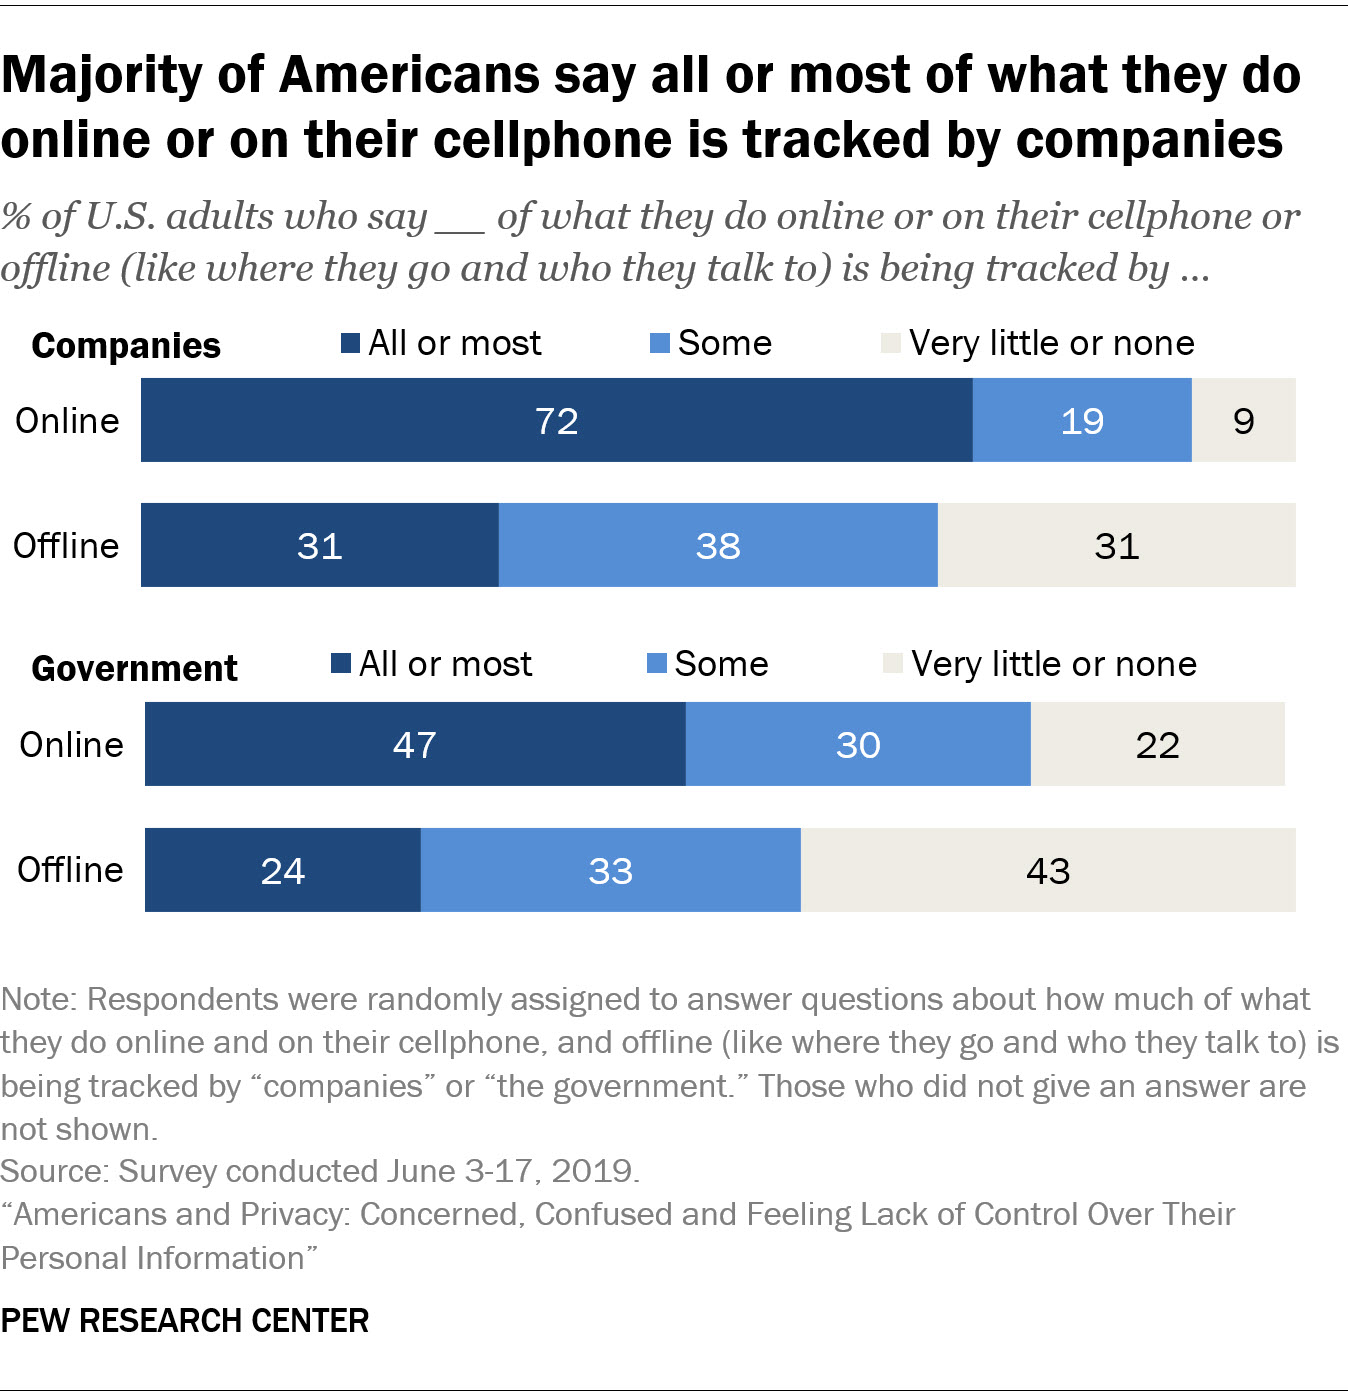 Majority of Americans say all or most of what they do
online or on their cellphone is tracked by companies
% of U.S. adults who say __ of what they do online or on their cellphone or
offline (like where they go and who they talk to) is being tracked by ...
Companies All or most Some Very little or none
Online 72 19 9
Offline 31 38 31
Government All or most Some Very little or none
Online 47 30 22
Offline 24 33 43
Note: Respondents were randomly assigned to answer questions about how much of what
they do online and on their cellphone, and offline (like where they go and who they talk to) is
being tracked by “companies” or “the government.” Those who did not give an answer are
not shown.
Source: Survey conducted June 3-17, 2019.
“Americans and Privacy: Concerned, Confused and Feeling Lack of Control Over Their
Personal Information”
PEW RESEARCH CENTER